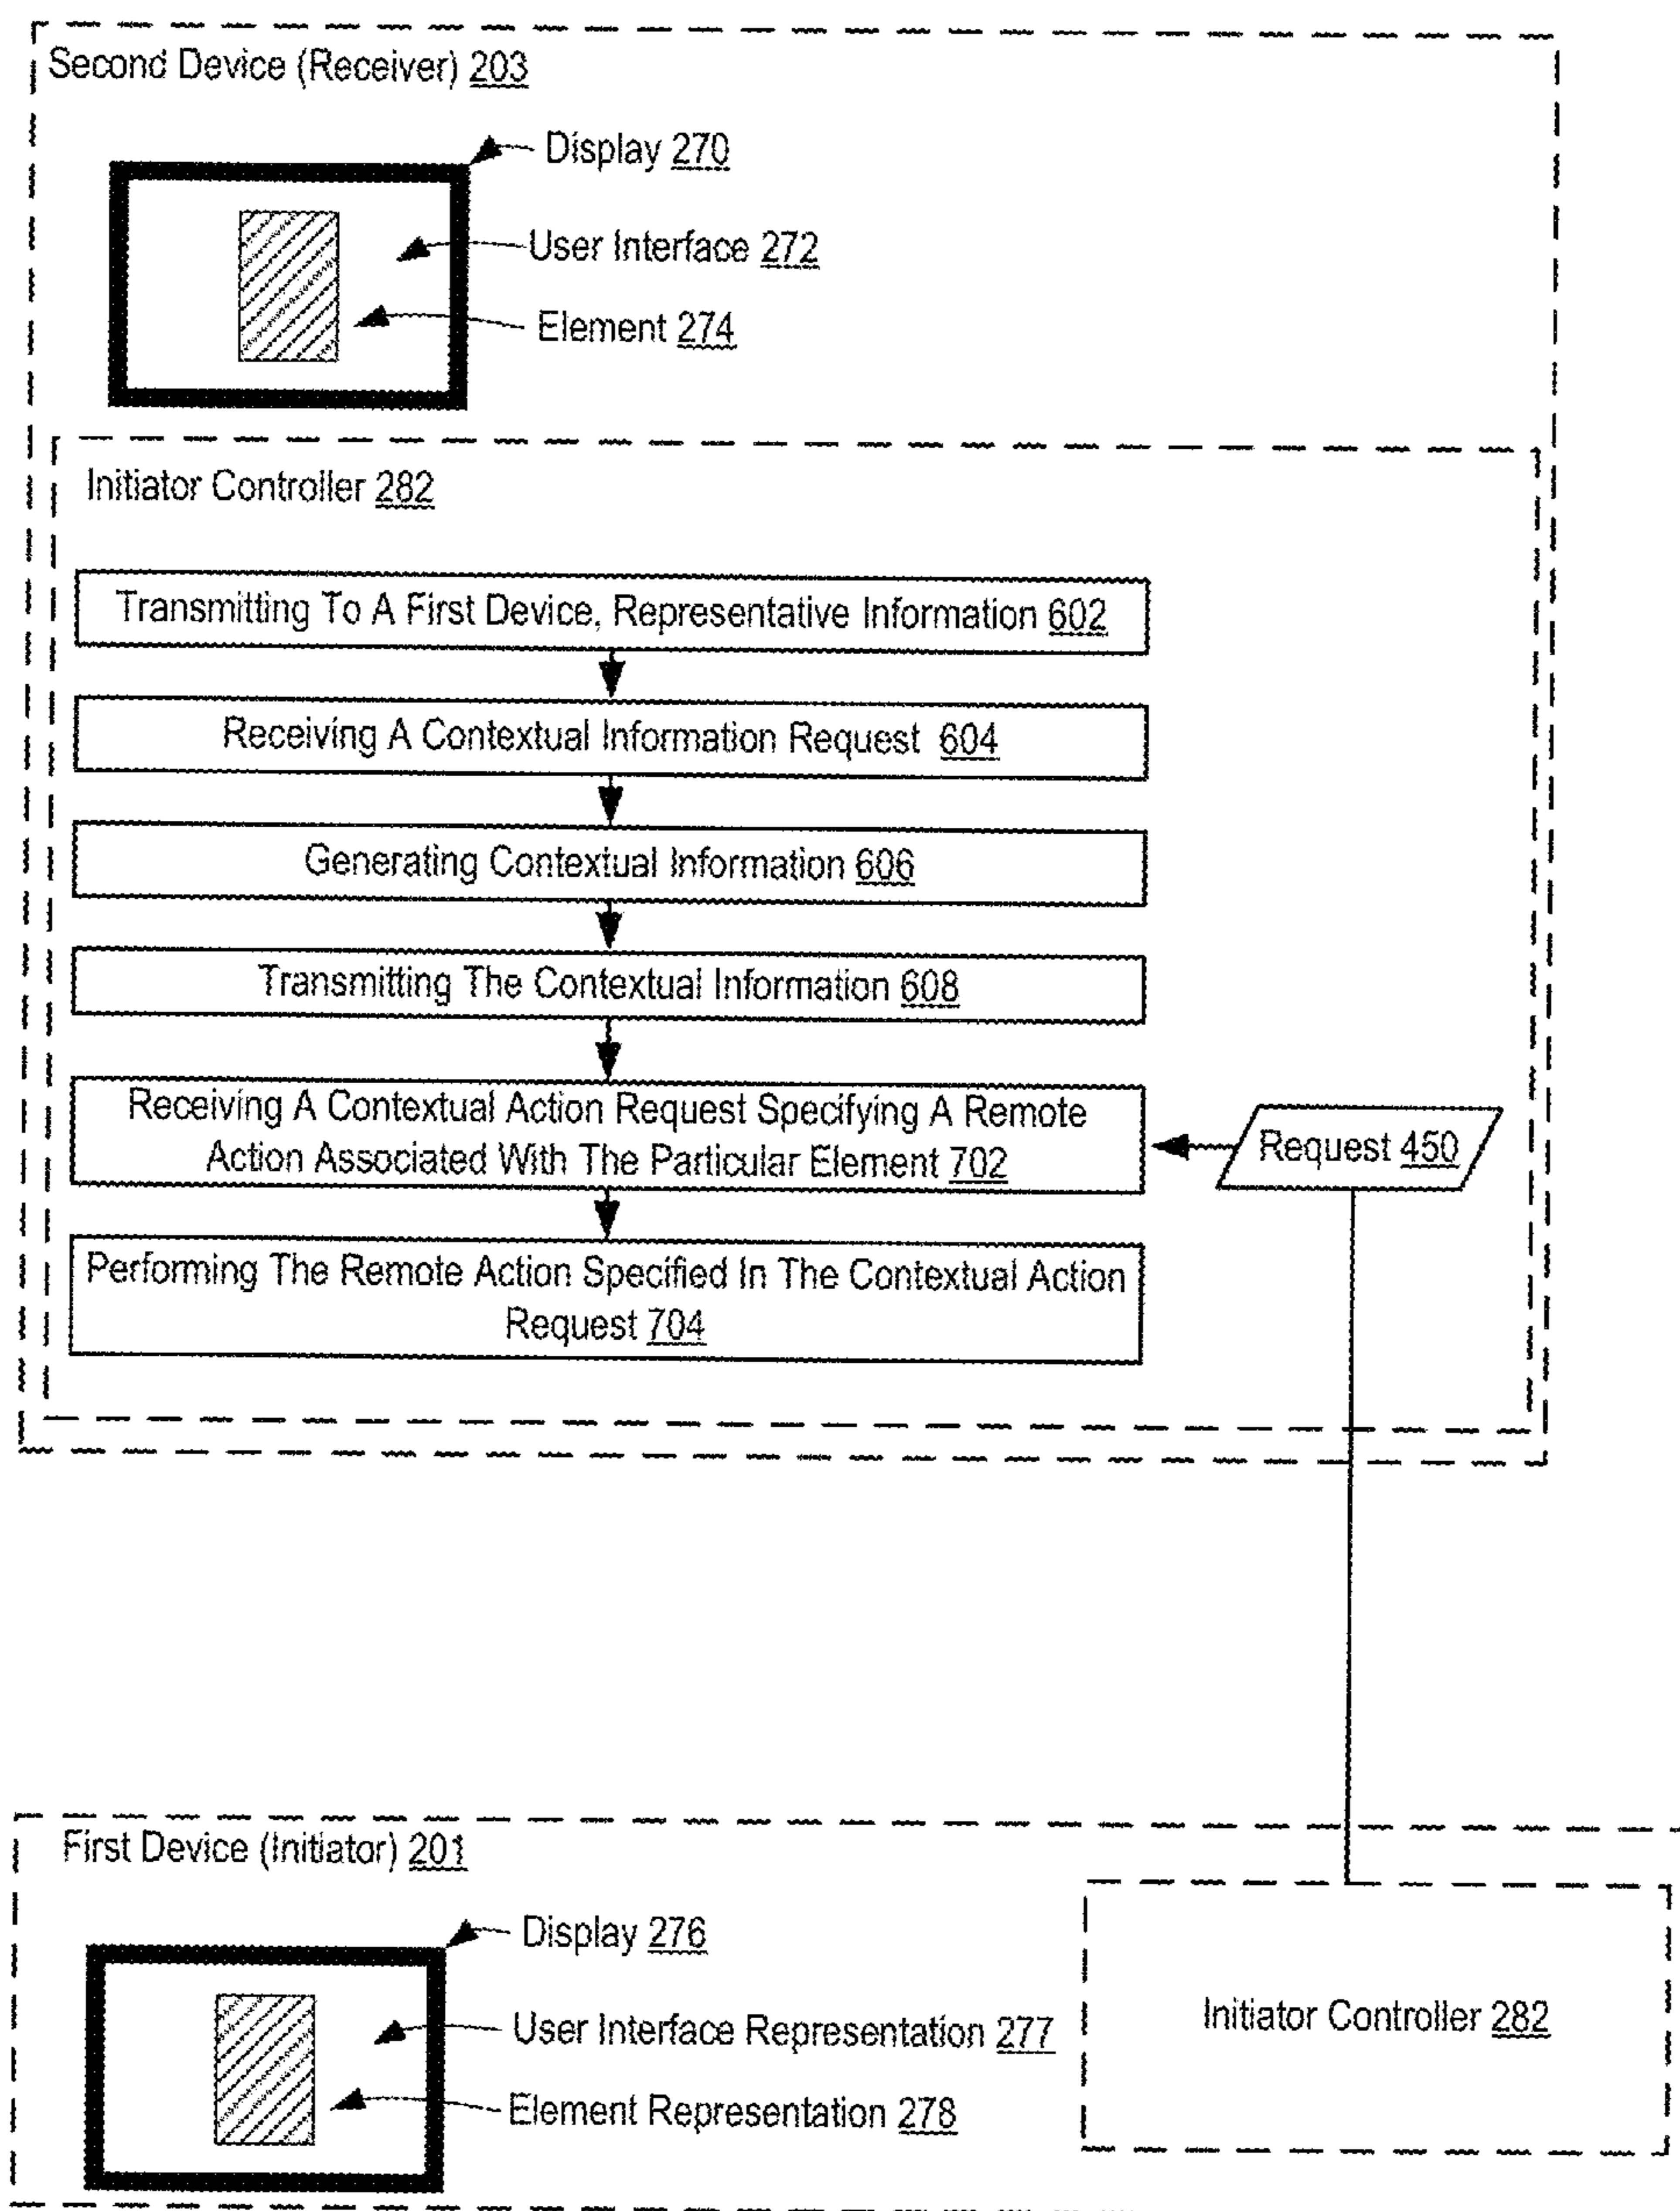 Second Device (Receiver) 203
Display 270
User Interface 272
Element 274
Initiator Controller 282
Transmitting To A First Device, Representative Information 602
Receiving A Contextual Information Request 604
Generating Contextual Information 606
Transmitting The Contextual Information 608
Receiving A Contextual Action Request Specifying A Remote
Action Associated With The Particular Element 702
Request 450
Performing The Remote Action Specified In The Contextual Action
Request 704
First Device (Initiator) 201
Display 276
User Interface Representation 277
Element Representation 278
Initiator Controller 282